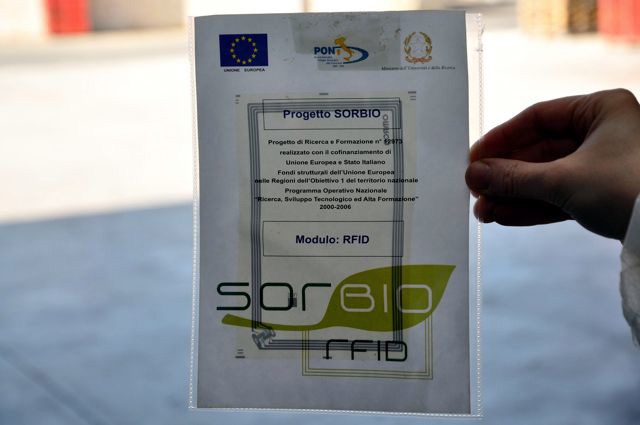 UNIONE EUROPEA
PON
Ministero dell'Università e della Ricerca
Progetto SORBIO
Progetto di Ricerca e Formazione n°
realizzato con il cofinanziamento di
Unione Europea e Stato Italiano
Fondi strutturali dell'Unione Europea
nelle Regioni dell'Obiettivo 1 del territorio nazionale
Programma Operativo Nazionale
"Ricerca, Sviluppo Tecnologico ed Alta Formazione"
2000-2006
Modulo: RFID
sorBIO
rFID